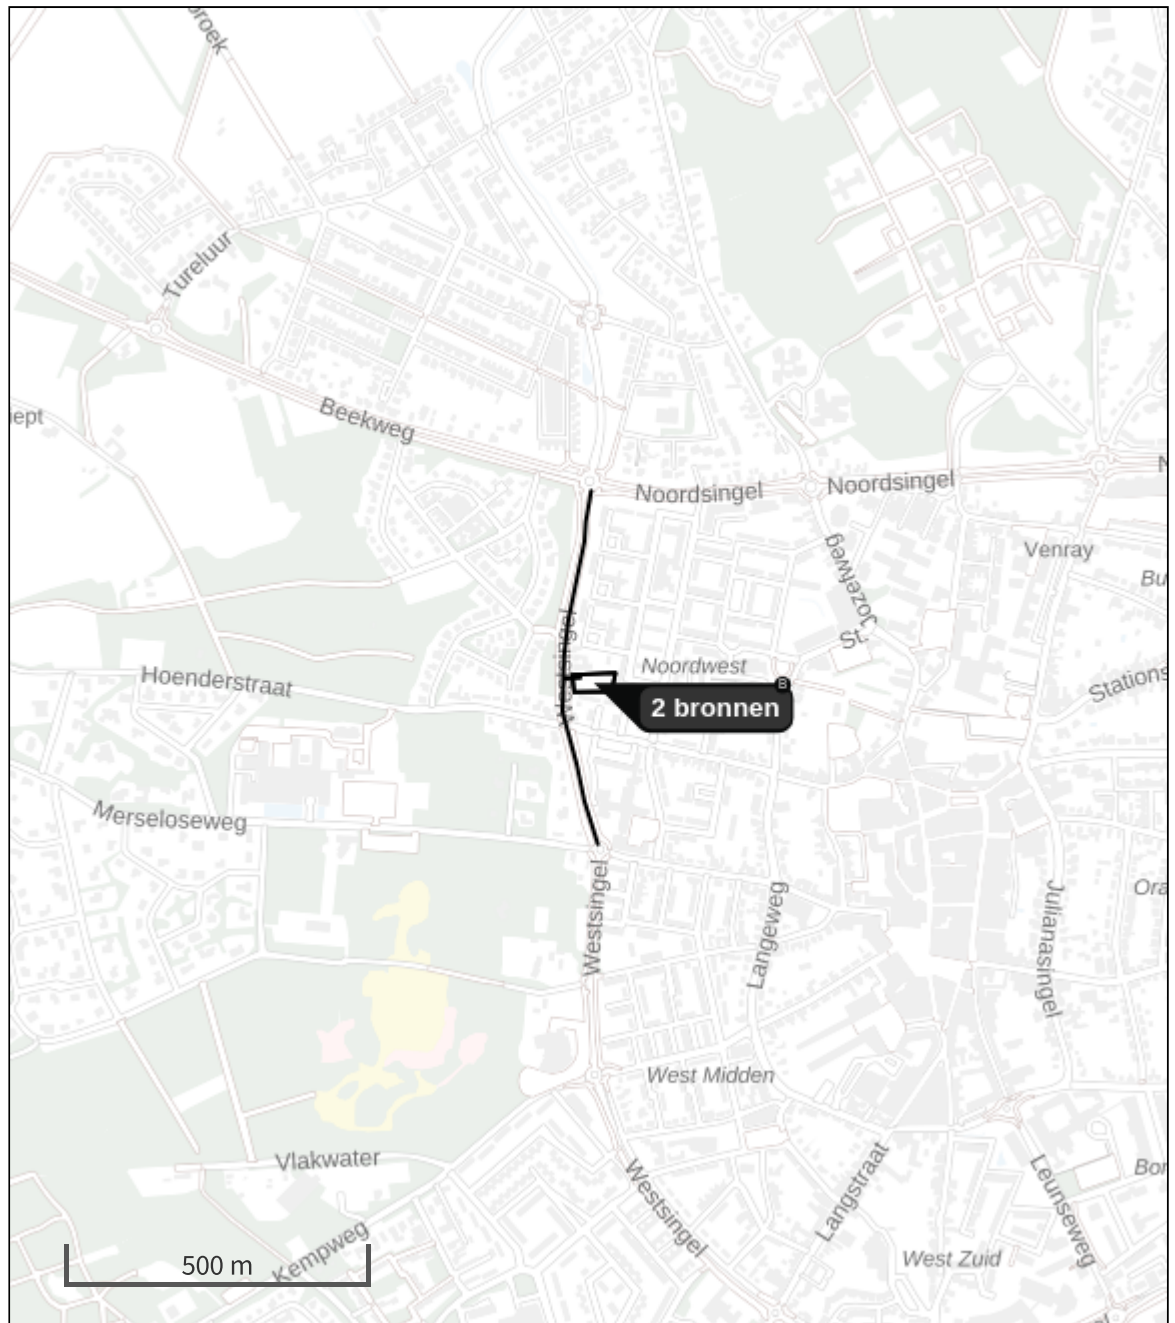 Tureluur
Beekweg
Noordsingel
Noordsingel
Venray
St. Jozefweg
Noordwest
Westsingel
Hoenderstraat
2 bronnen
B
Stations
Merseloseweg
Westsingel
Langeweg
Julianasingel
West Midden
Vlakwater
Westsingel
Langstraat
Leunseweg
Kempweg
West Zuid
500 m